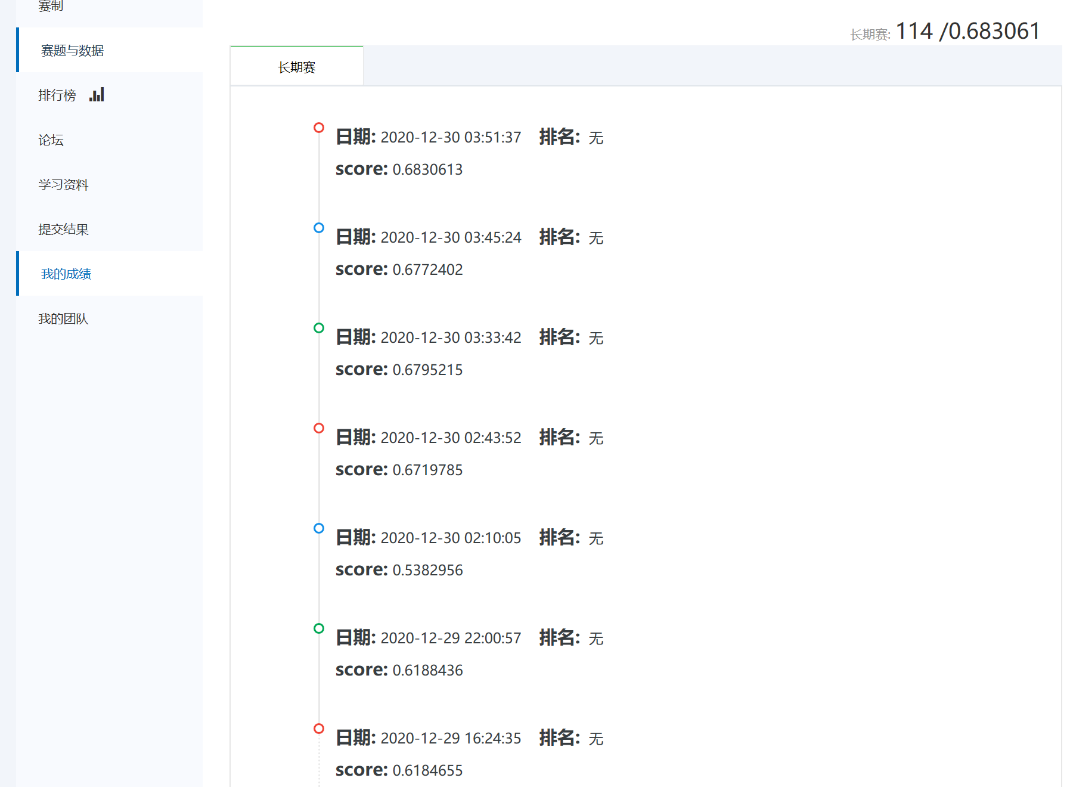 赛制
赛题与数据
排行榜
论坛
学习资料
提交结果
我的成绩
我的团队
长期赛: 114 /0.683061
长期赛
日期: 2020-12-30 03:51:37 排名: 无
score: 0.6830613
日期: 2020-12-30 03:45:24 排名: 无
score: 0.6772402
日期: 2020-12-30 03:33:42 排名: 无
score: 0.6795215
日期: 2020-12-30 02:43:52 排名: 无
score: 0.6719785
日期: 2020-12-30 02:10:05 排名: 无
score: 0.5382956
日期: 2020-12-29 22:00:57 排名: 无
score: 0.6188436
日期: 2020-12-29 16:24:35 排名: 无
score: 0.6184655